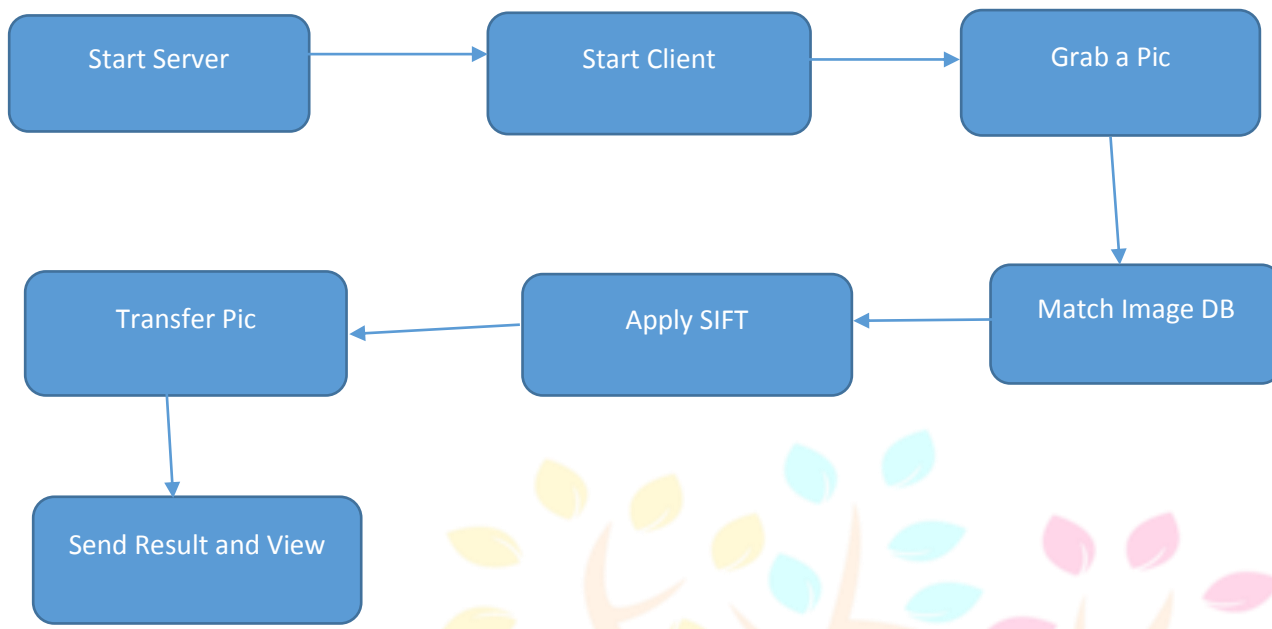 Start Server
Start Client
Grab a Pic
Match Image DB
Apply SIFT
Transfer Pic
Send Result and View